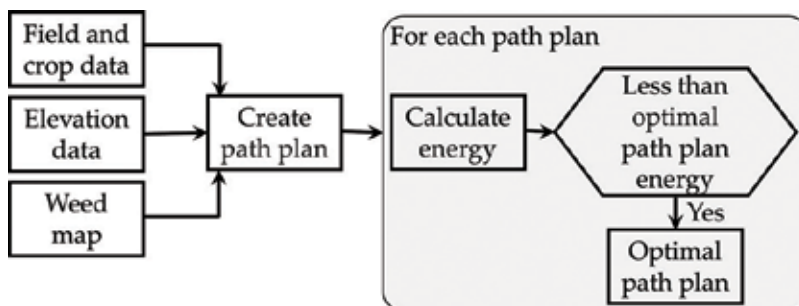 Field and
crop data
Elevation
data
Weed
map
Create
path plan
For each path plan
Calculate
energy
Less than
optimal
path plan
energy
Yes
Optimal
path plan